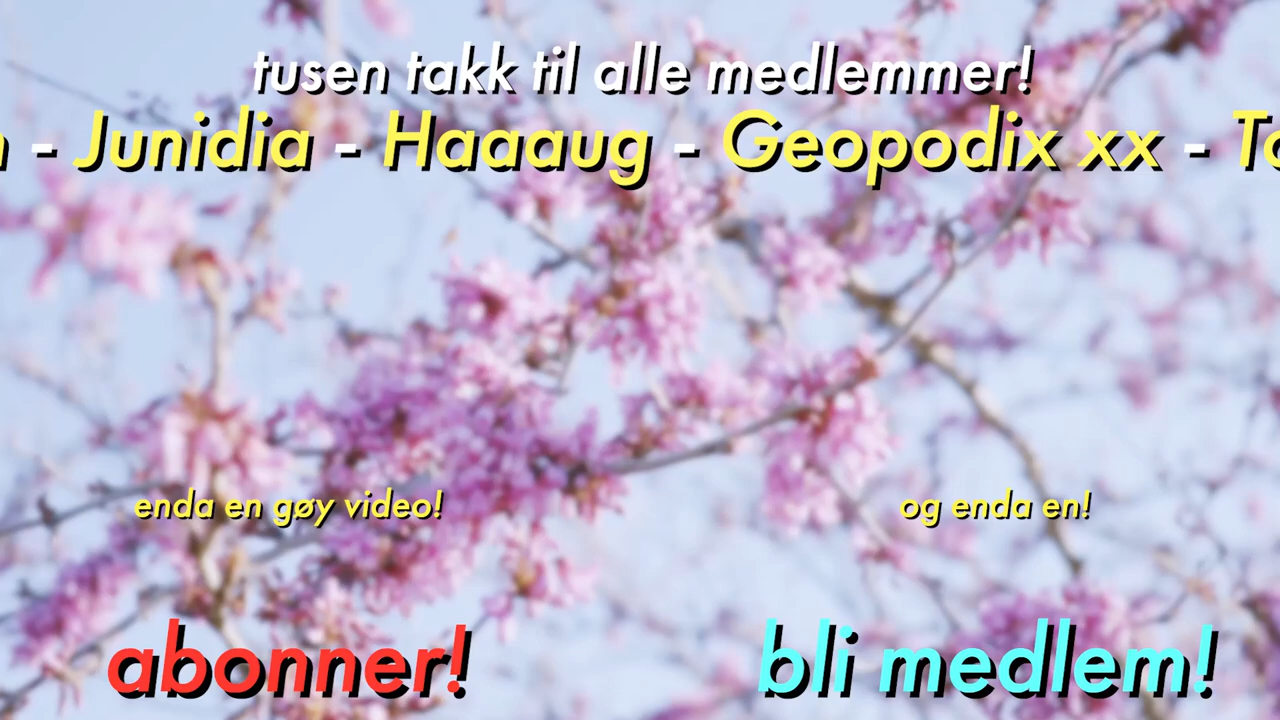 tusen takk til alle medlemmer!
- Junidia - Haaaug - Geopodix xx -
enda en gøy video!
og enda en!
abonner!
bli medlem!